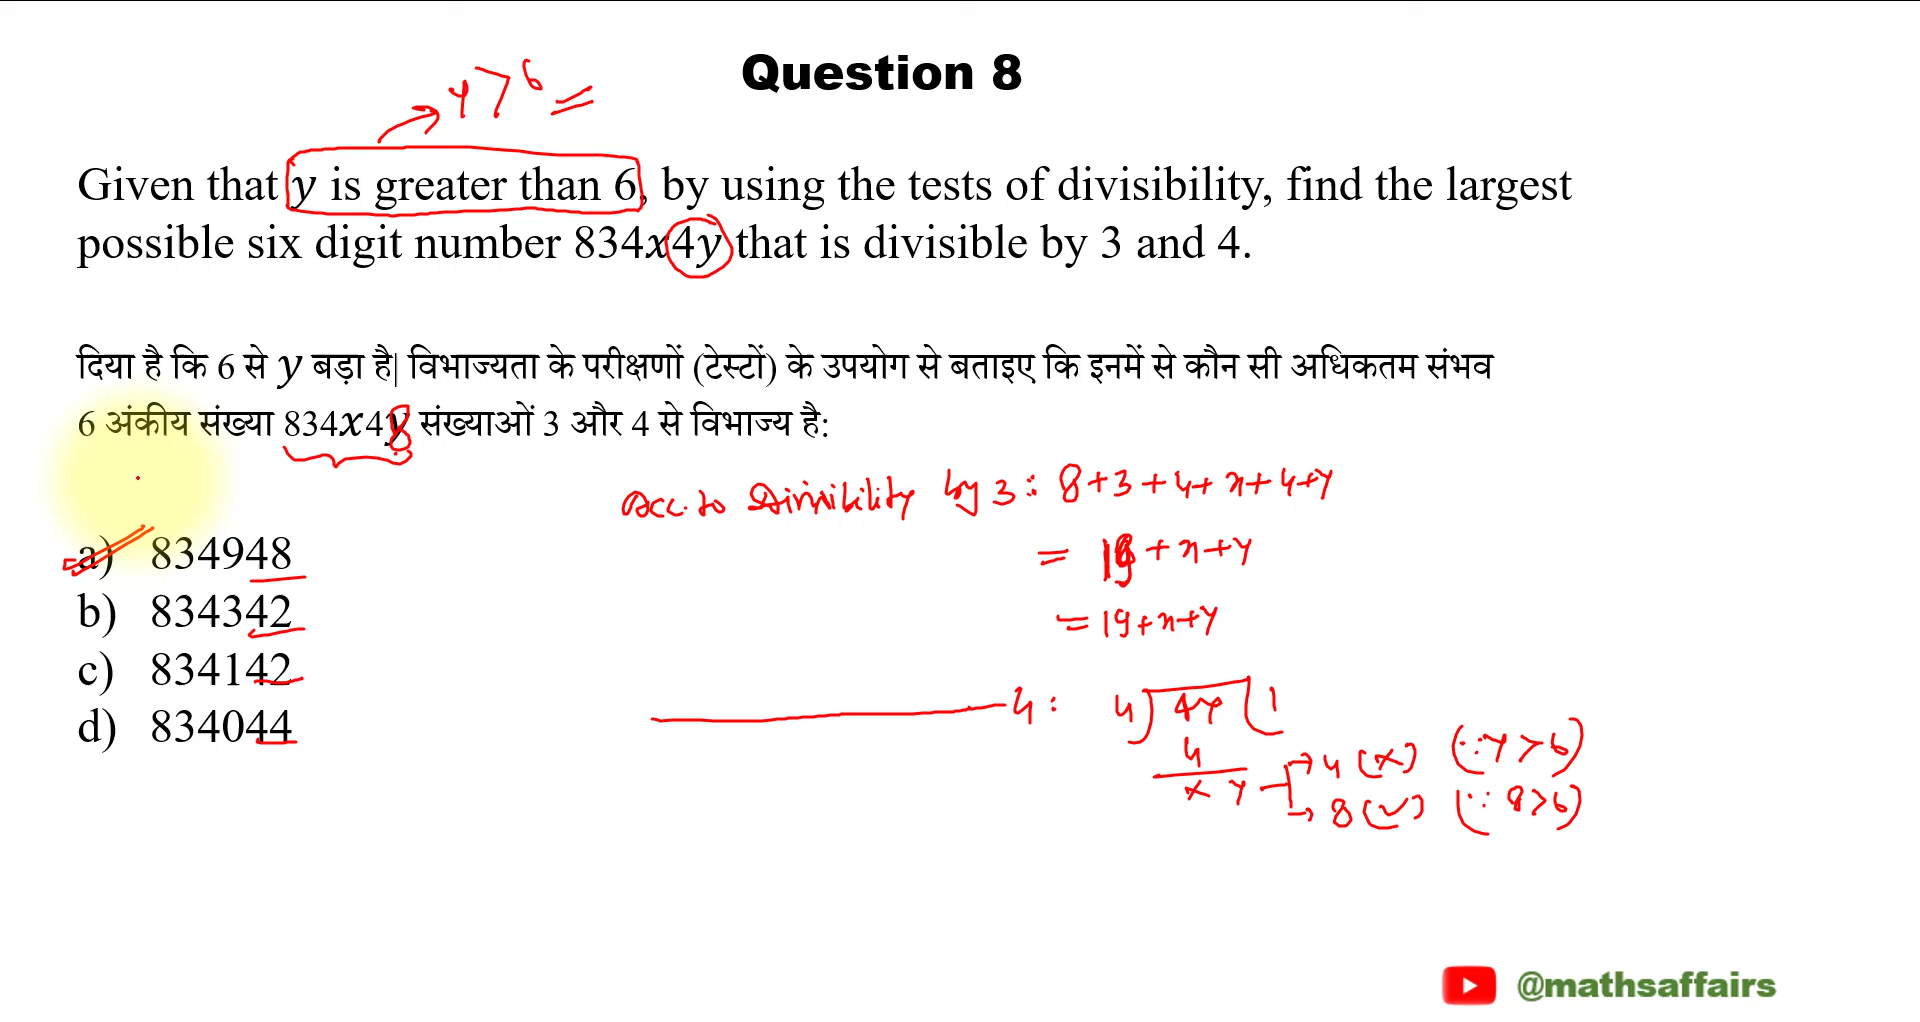 Question 8
y > 6
Given that y is greater than 6, by using the tests of divisibility, find the largest
possible six digit number 834x4y that is divisible by 3 and 4.
दिया है कि 6 से y बड़ा है| विभाज्यता के परीक्षणों (टेस्टों) के उपयोग से बताइए कि इनमें से कौन सी अधिकतम संभव
6 अंकीय संख्या 834x4y संख्याओं 3 और 4 से विभाज्य है:
8
Acc. to Divisibility by 3 : 8+3+4+x+4+y
= 19 + x + y
a) 834948
b) 834342
= 19 + x + y
c) 834142
4 : 4 ) 4y ( 1
d) 834044
4
4 (x) (∵ y > 6)
x y
8 (✓) (∵ 8 > 6)
@mathsaffairs